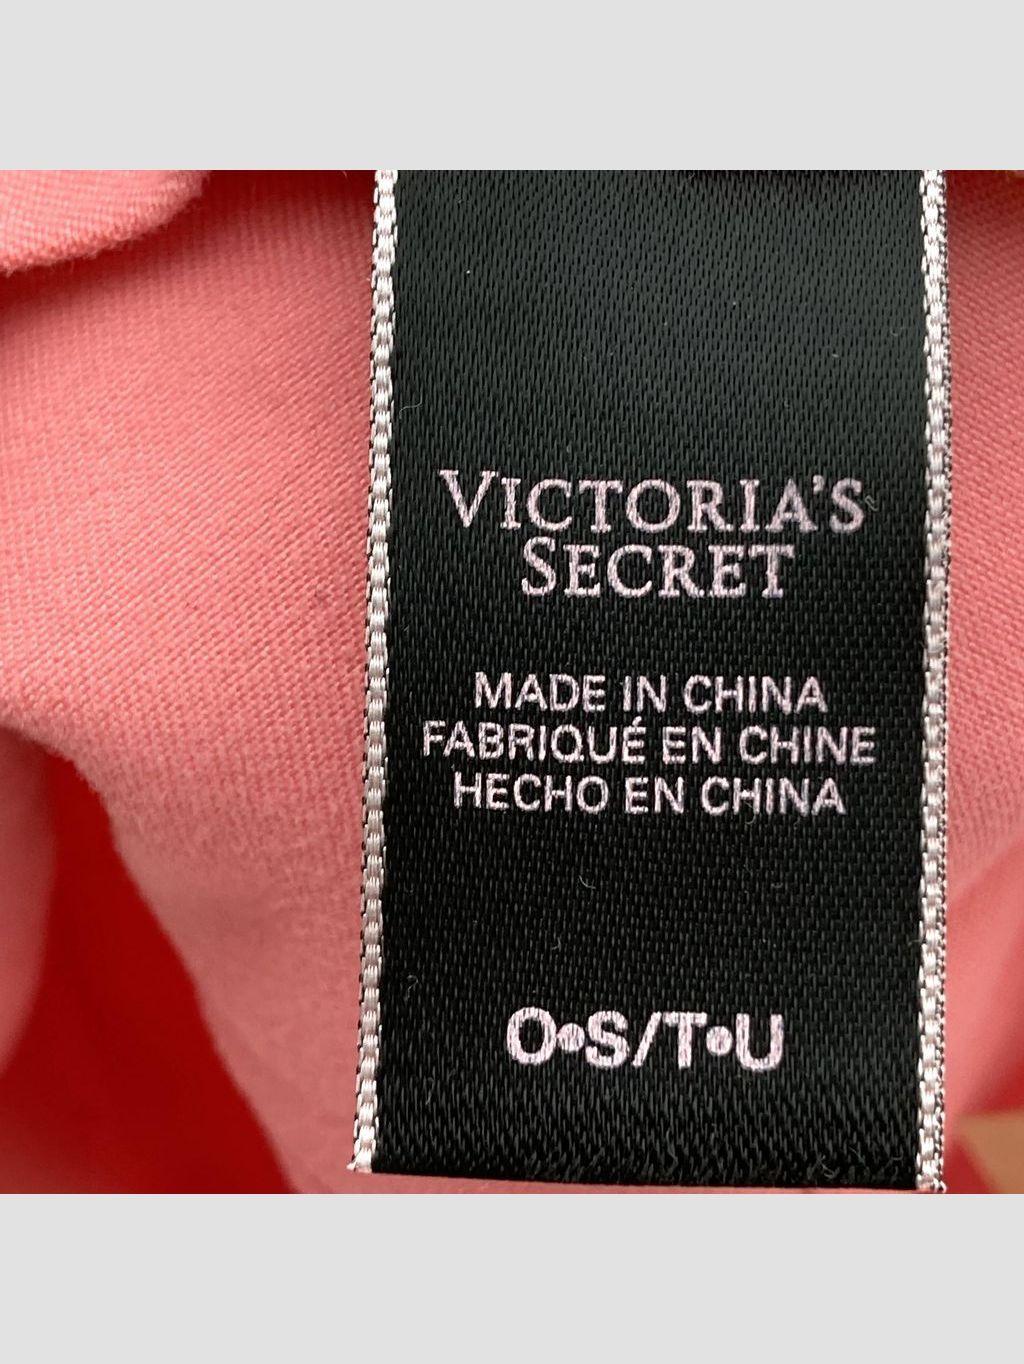 VICTORIA'S
SECRET
MADE IN CHINA
FABRIQUÉ EN CHINE
HECHO EN CHINA
O•S/T•U